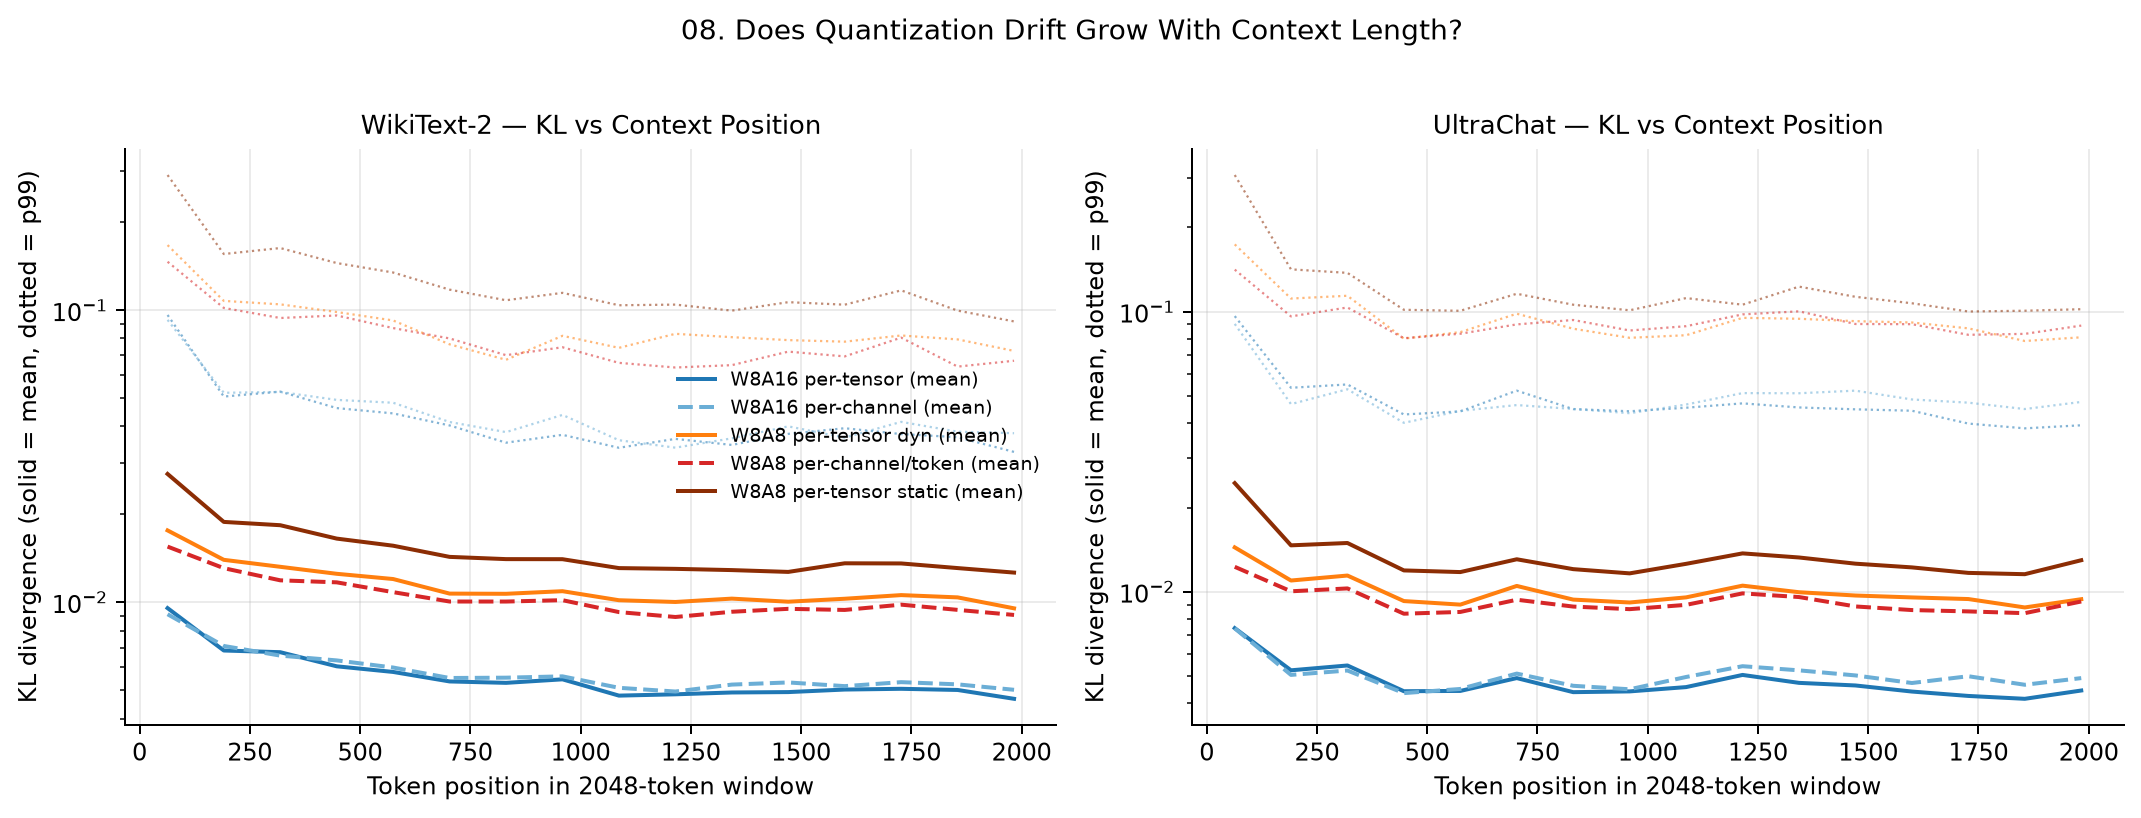 08. Does Quantization Drift Grow With Context Length?
WikiText-2 — KL vs Context Position
KL divergence (solid = mean, dotted = p99)
10⁻¹
10⁻²
W8A16 per-tensor (mean)
W8A16 per-channel (mean)
W8A8 per-tensor dyn (mean)
W8A8 per-channel/token (mean)
W8A8 per-tensor static (mean)
0 250 500 750 1000 1250 1500 1750 2000
Token position in 2048-token window
UltraChat — KL vs Context Position
KL divergence (solid = mean, dotted = p99)
10⁻¹
10⁻²
0 250 500 750 1000 1250 1500 1750 2000
Token position in 2048-token window